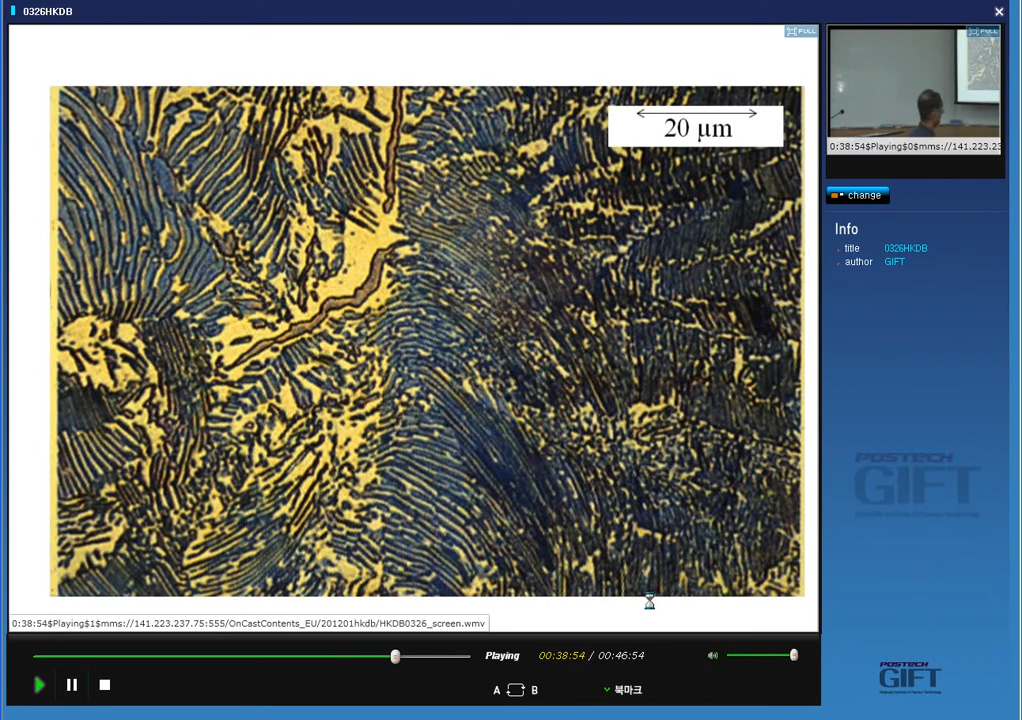 0326HKDB
FULL
FULL
20 µm
0:38:54$Playing$0$mms://141.223.23
change
Info
title 0326HKDB
author GIFT
POSTECH
GIFT
0:38:54$Playing$1$mms://141.223.237.75:555/OnCastContents_EU/201201hkdb/HKDB0326_screen.wmv
Playing 00:38:54 / 00:46:54
A B 북마크
POSTECH
GIFT